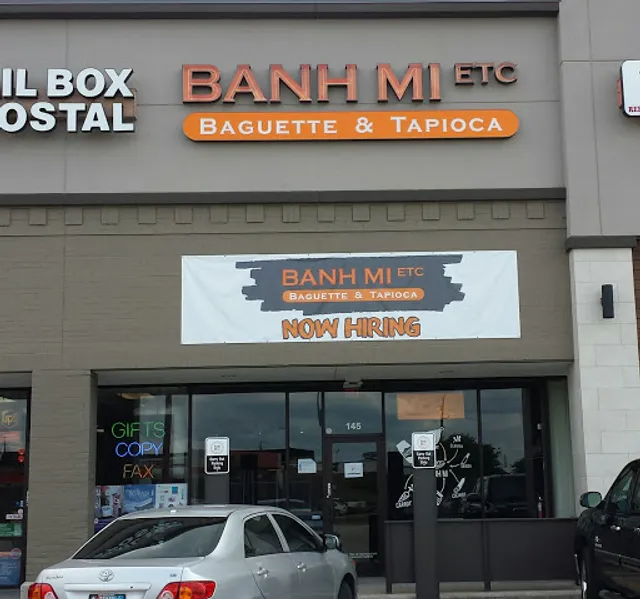 IL BOX
OSTAL
BANH MI ETC
BAGUETTE & TAPIOCA
BANH MI ETC
BAGUETTE & TAPIOCA
NOW HIRING
145
GIFTS
COPY
FAX